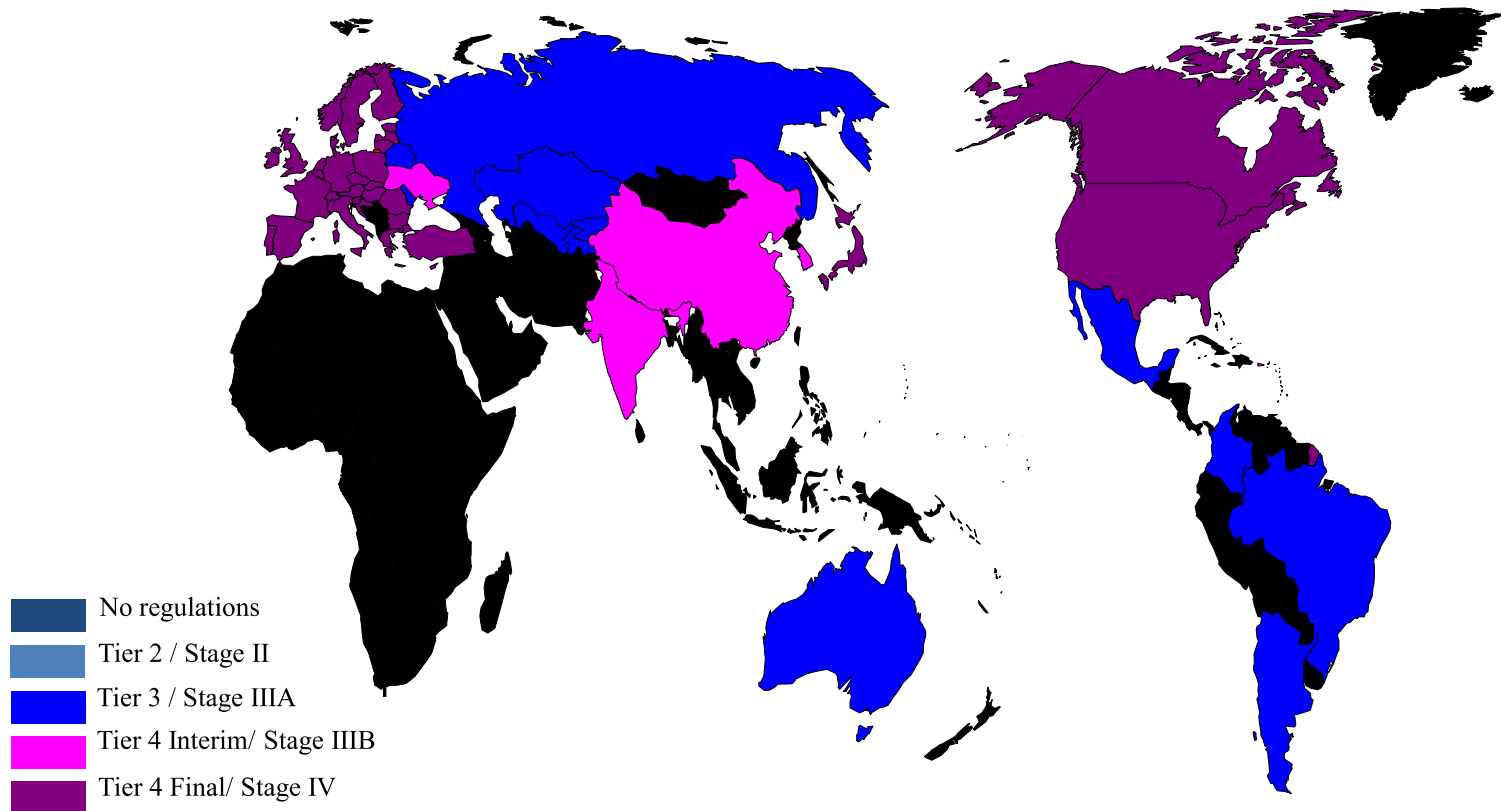 No regulations
Tier 2 / Stage II
Tier 3 / Stage IIIA
Tier 4 Interim/ Stage IIIB
Tier 4 Final/ Stage IV